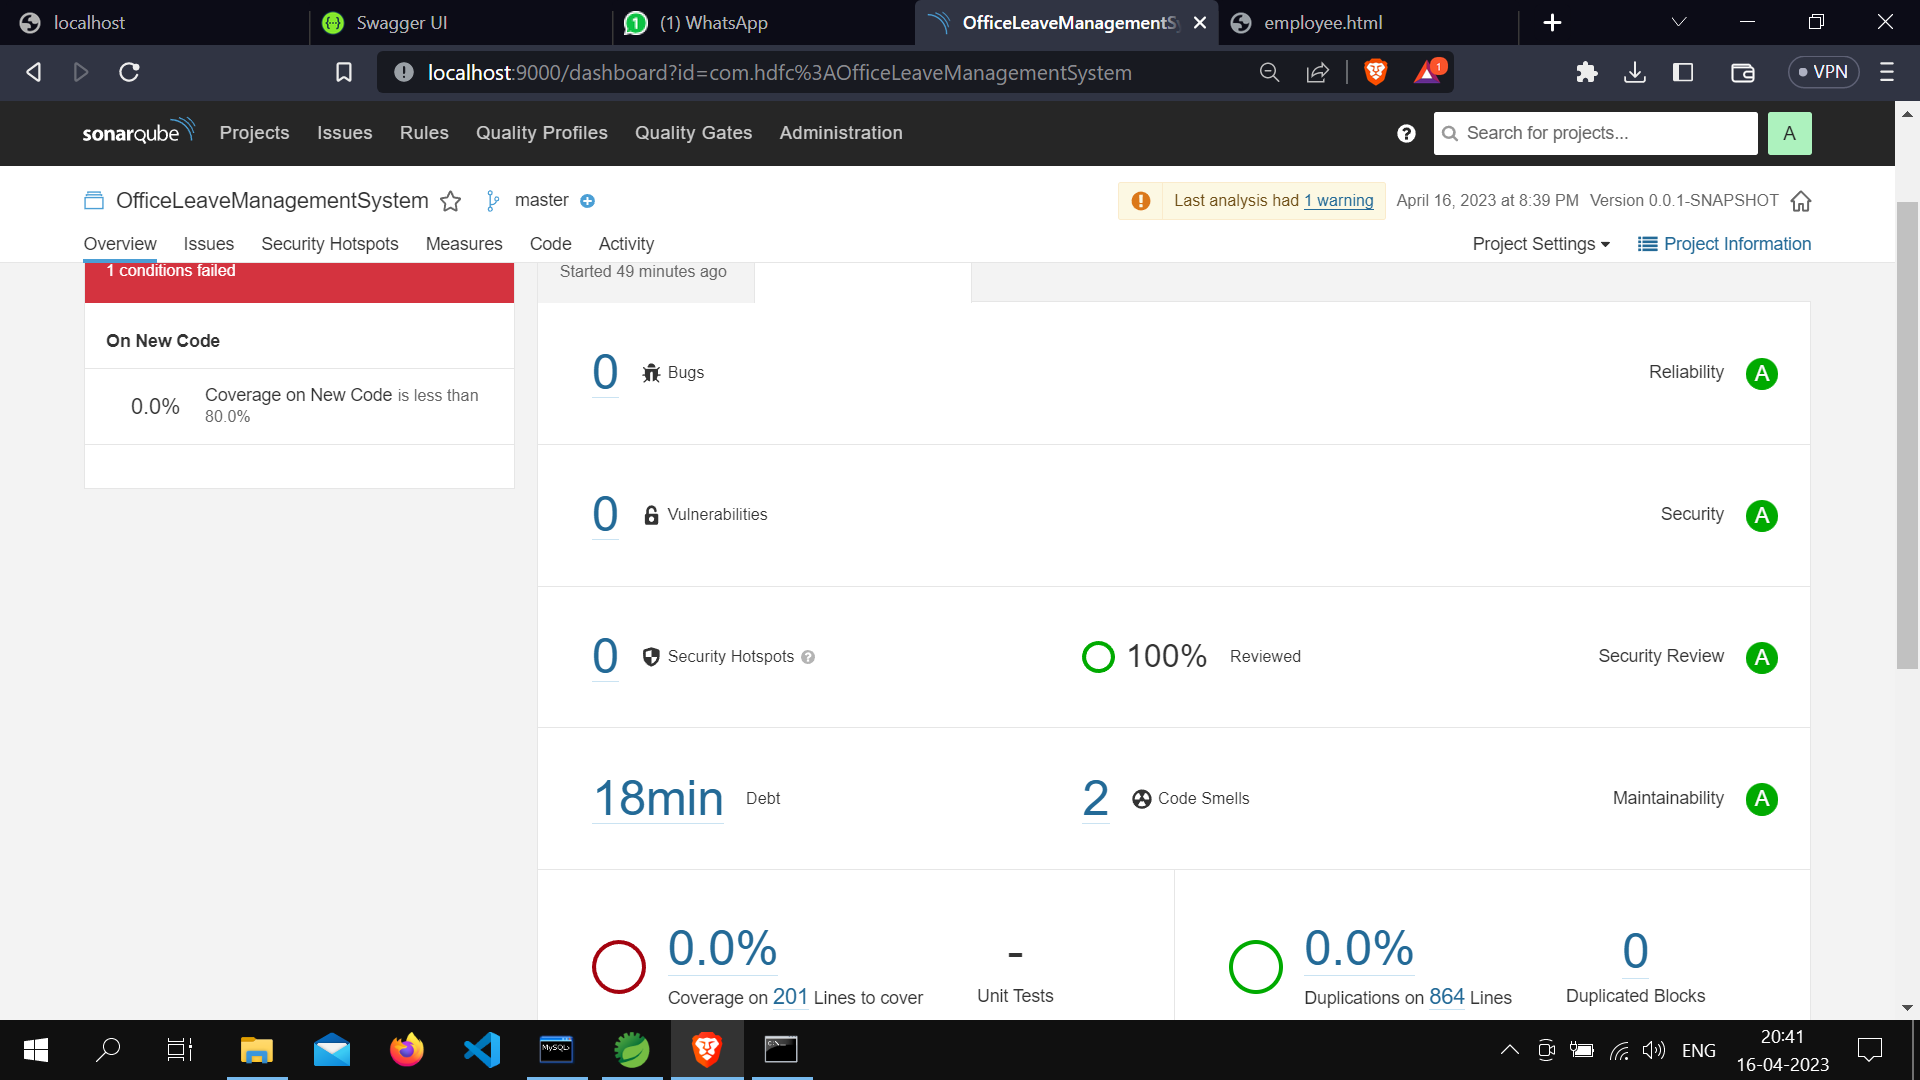 localhost
Swagger UI
(1) WhatsApp
OfficeLeaveManagementSy
employee.html
localhost:9000/dashboard?id=com.hdfc%3AOfficeLeaveManagementSystem
1
VPN
sonarqube
Projects
Issues
Rules
Quality Profiles
Quality Gates
Administration
Search for projects...
A
OfficeLeaveManagementSystem
master
Last analysis had 1 warning
April 16, 2023 at 8:39 PM
Version 0.0.1-SNAPSHOT
Overview
Issues
Security Hotspots
Measures
Code
Activity
Project Settings
Project Information
1 conditions failed
Started 49 minutes ago
On New Code
0.0%
Coverage on New Code is less than
80.0%
0 Bugs
Reliability A
0 Vulnerabilities
Security A
0 Security Hotspots ?
100% Reviewed
Security Review A
18min Debt
2 Code Smells
Maintainability A
0.0%
Coverage on 201 Lines to cover
-
Unit Tests
0.0%
Duplications on 864 Lines
0
Duplicated Blocks
MySQL
ENG
20:41
16-04-2023